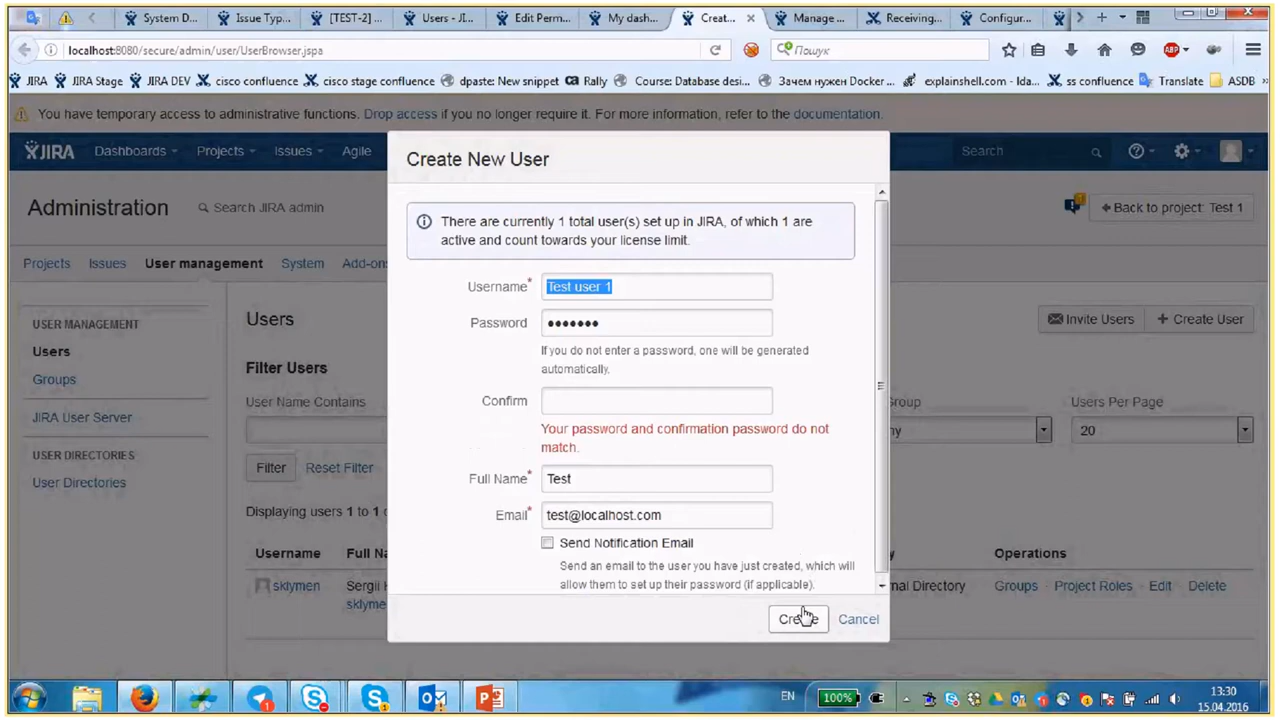 System D...
Issue Typ...
[TEST-2] ...
Users - JI...
Edit Perm...
My dash...
Creat...
Manage ...
Receiving...
Configur...
localhost:8080/secure/admin/user/UserBrowser.jspa
Пошук
ABP
JIRA
JIRA Stage
JIRA DEV
cisco confluence
cisco stage confluence
dpaste: New snippet
ca Rally
Course: Database desi...
Зачем нужен Docker ...
explainshell.com - Ida...
ss confluence
Translate
ASDB
You have temporary access to administrative functions. Drop access if you no longer require it. For more information, refer to the documentation.
JIRA
Dashboards
Projects
Issues
Agile
Search
Administration
Search JIRA admin
Back to project: Test 1
Projects
Issues
User management
System
Add-ons
USER MANAGEMENT
Users
Groups
JIRA User Server
USER DIRECTORIES
User Directories
Users
Invite Users
+ Create User
Filter Users
User Name Contains
Group
Users Per Page
ny
20
Filter
Reset Filter
Displaying users 1 to 1 o
Username
Full Na
y
Operations
sklymen
Sergii K
sklyme
nal Directory
Groups · Project Roles · Edit · Delete
Create New User
There are currently 1 total user(s) set up in JIRA, of which 1 are
active and count towards your license limit.
Username*
Test user 1
Password
•••••••
If you do not enter a password, one will be generated
automatically.
Confirm
Your password and confirmation password do not
match.
Full Name*
Test
Email*
test@localhost.com
Send Notification Email
Send an email to the user you have just created, which will
allow them to set up their password (if applicable).
Create
Cancel
EN
100%
13:30
15.04.2016